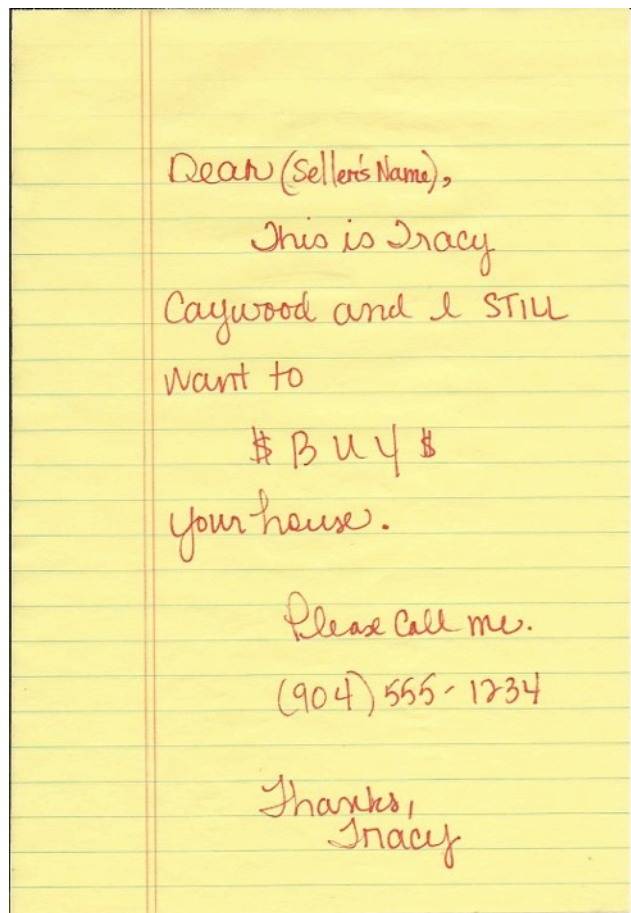 Dear (Seller's Name),
This is Tracy
Caywood and I STILL
want to
$ B U Y $
your house.
Please Call me.
(904) 555-1234
Thanks,
Tracy